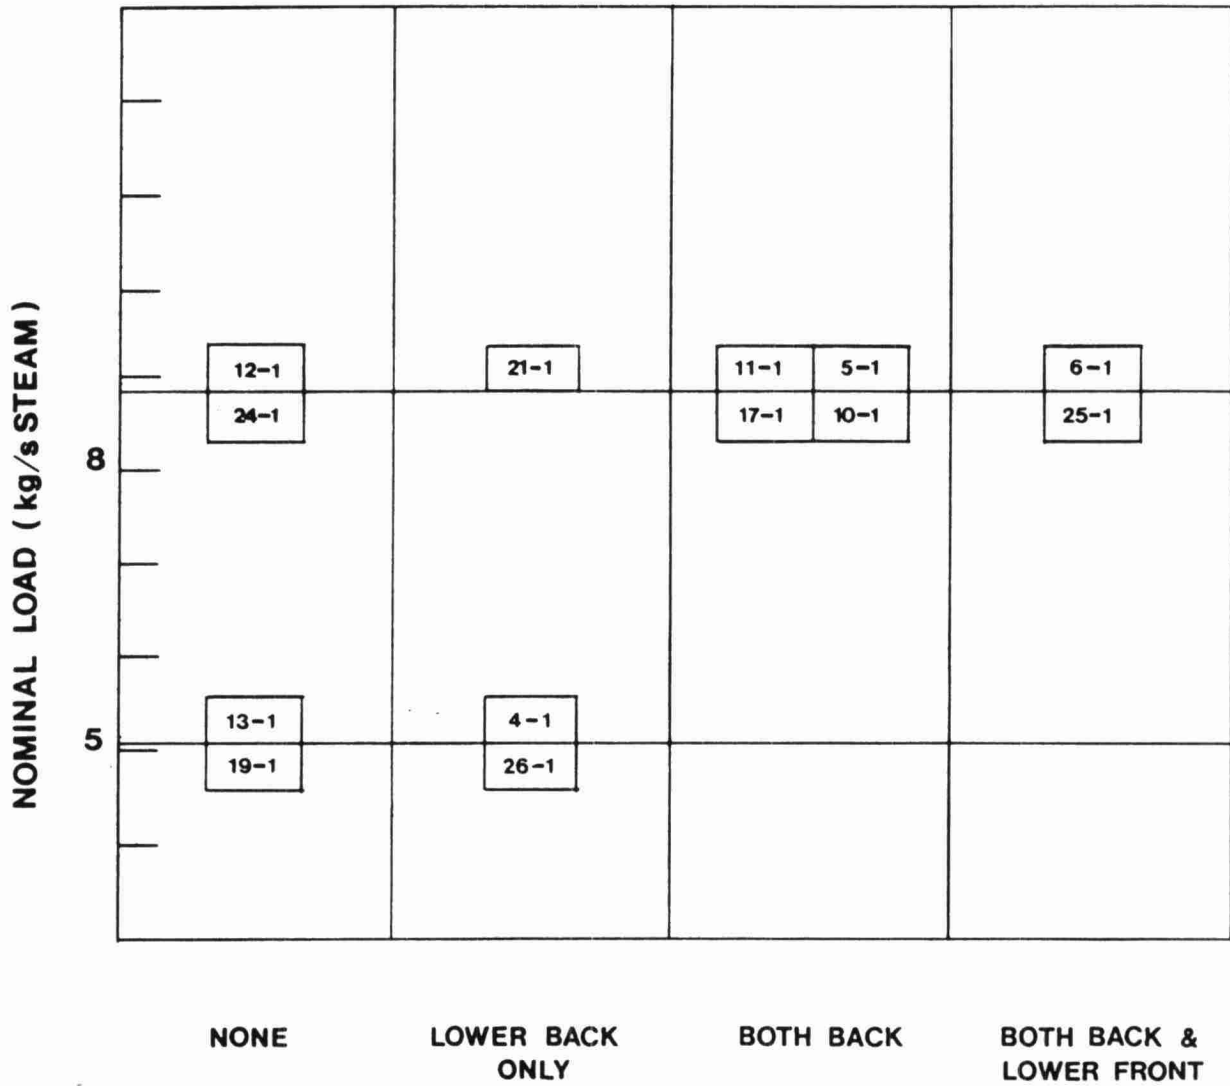 NOMINAL LOAD (kg/s STEAM)
12-1
21-1
11-1 5-1
6-1
24-1
17-1 10-1
25-1
8
13-1
4-1
5
19-1
26-1
NONE
LOWER BACK
ONLY
BOTH BACK
BOTH BACK &
LOWER FRONT